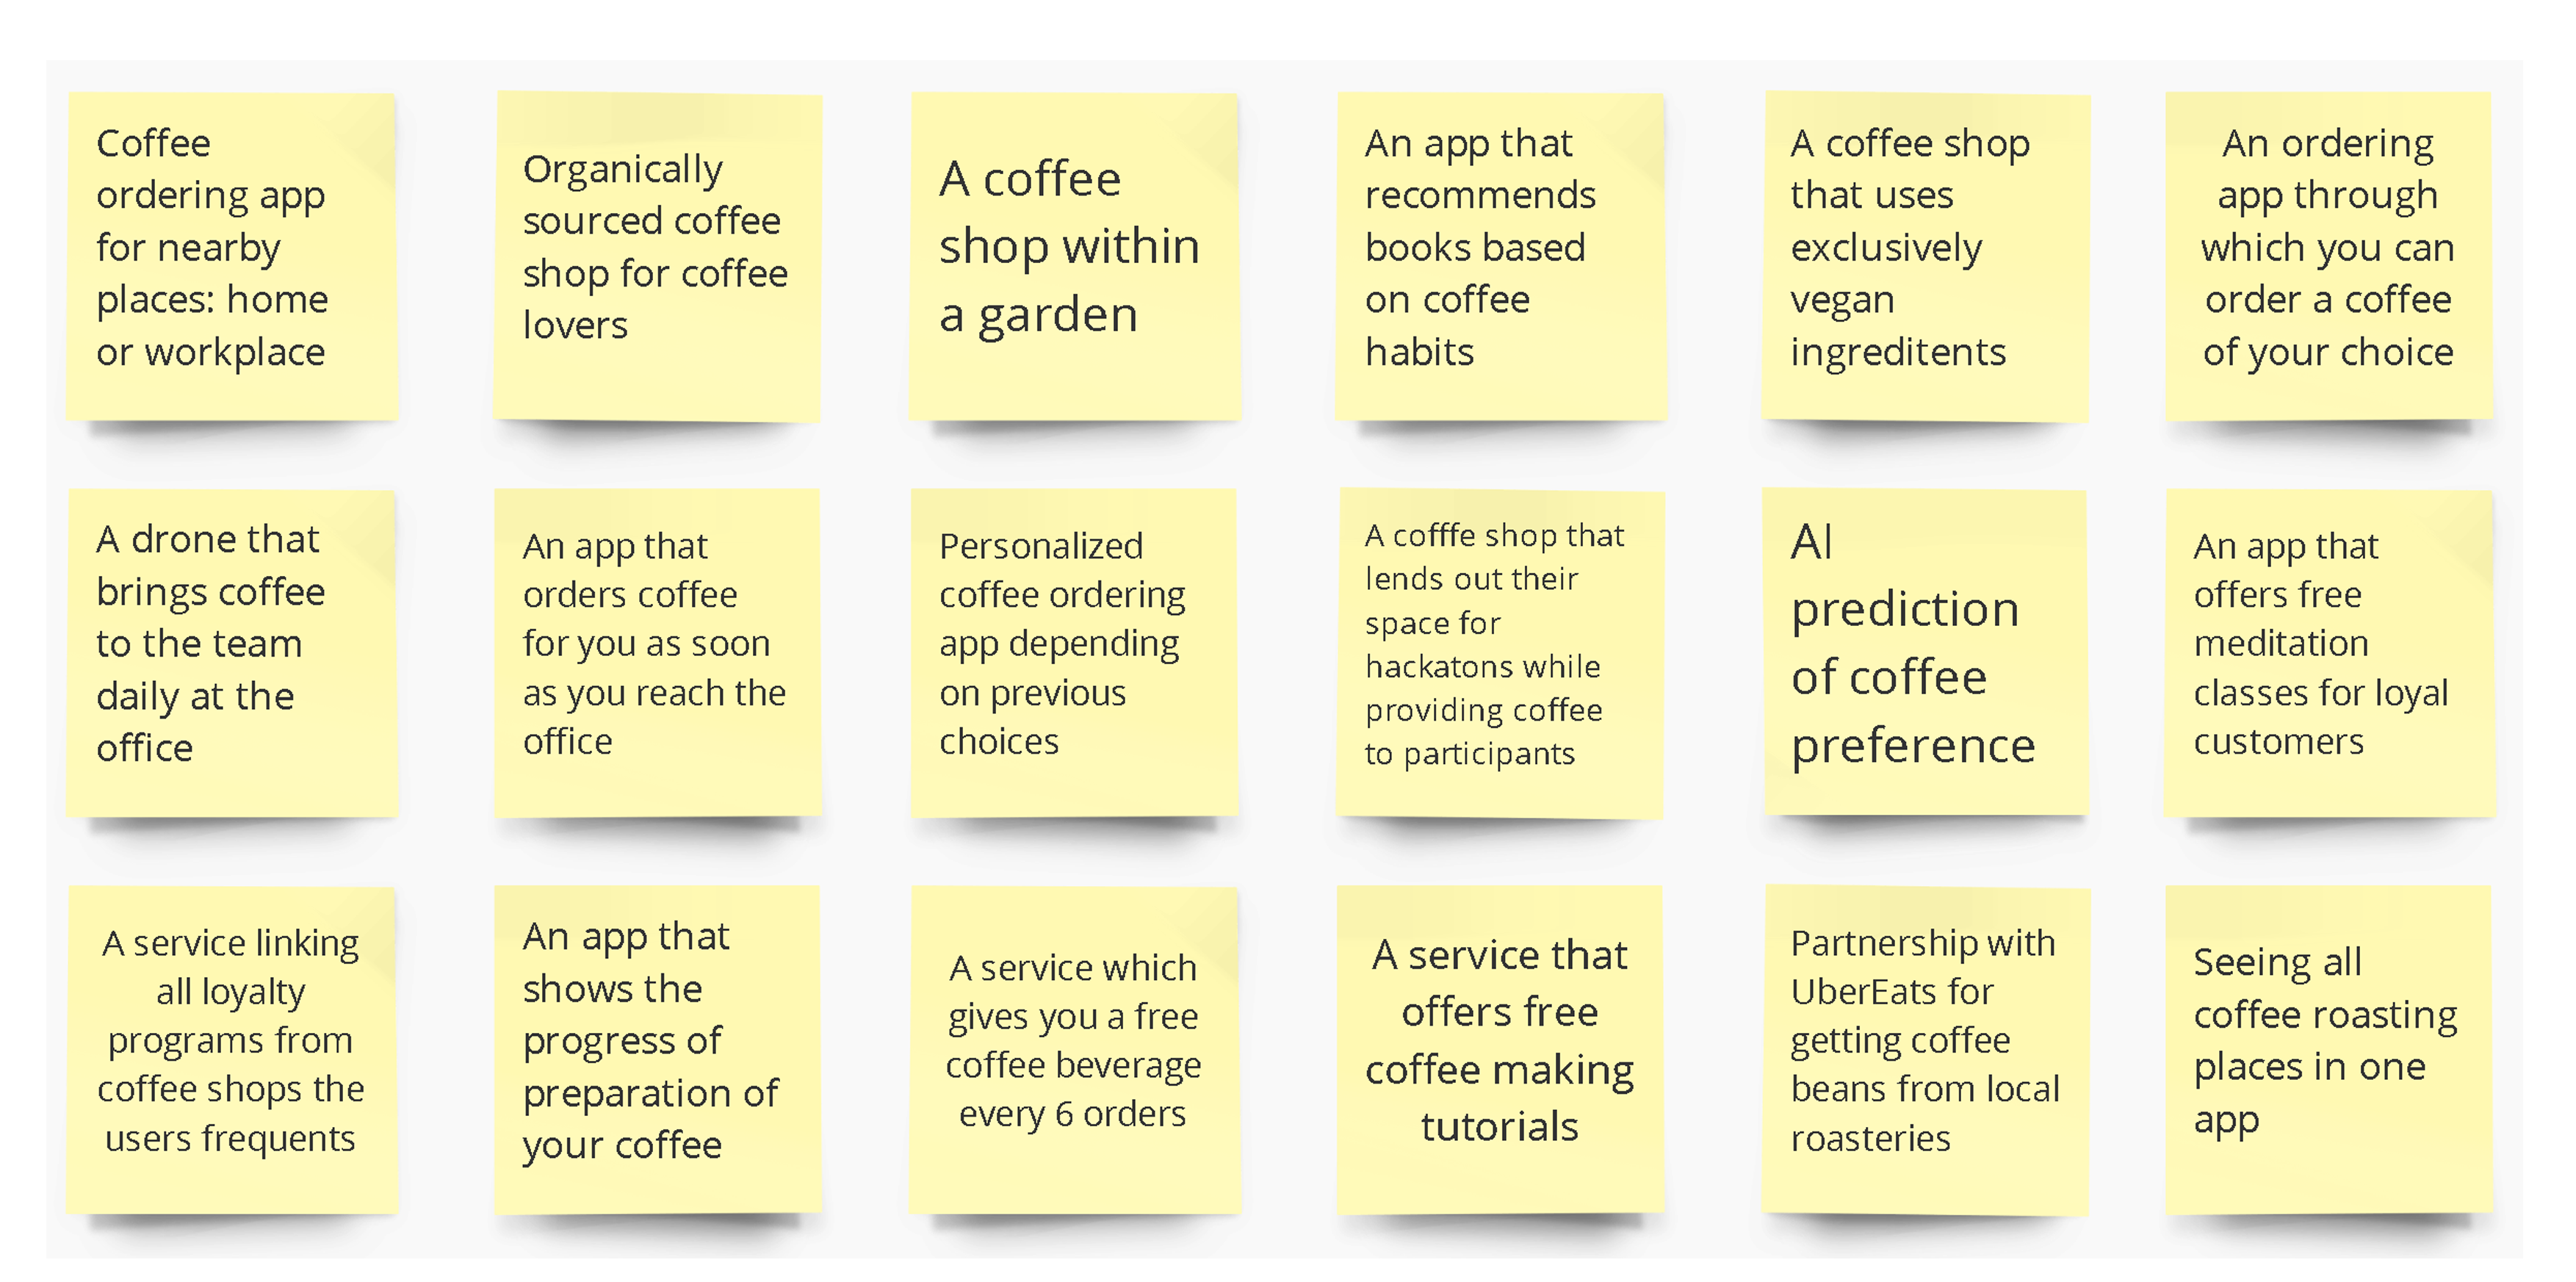 Coffee
ordering app
for nearby
places: home
or workplace
Organically
sourced coffee
shop for coffee
lovers
A coffee
shop within
a garden
An app that
recommends
books based
on coffee
habits
A coffee shop
that uses
exclusively
vegan
ingreditents
An ordering
app through
which you can
order a coffee
of your choice
A drone that
brings coffee
to the team
daily at the
office
An app that
orders coffee
for you as soon
as you reach the
office
Personalized
coffee ordering
app depending
on previous
choices
A cofffe shop that
lends out their
space for
hackatons while
providing coffee
to participants
AI
prediction
of coffee
preference
An app that
offers free
meditation
classes for loyal
customers
A service linking
all loyalty
programs from
coffee shops the
users frequents
An app that
shows the
progress of
preparation of
your coffee
A service which
gives you a free
coffee beverage
every 6 orders
A service that
offers free
coffee making
tutorials
Partnership with
UberEats for
getting coffee
beans from local
roasteries
Seeing all
coffee roasting
places in one
app